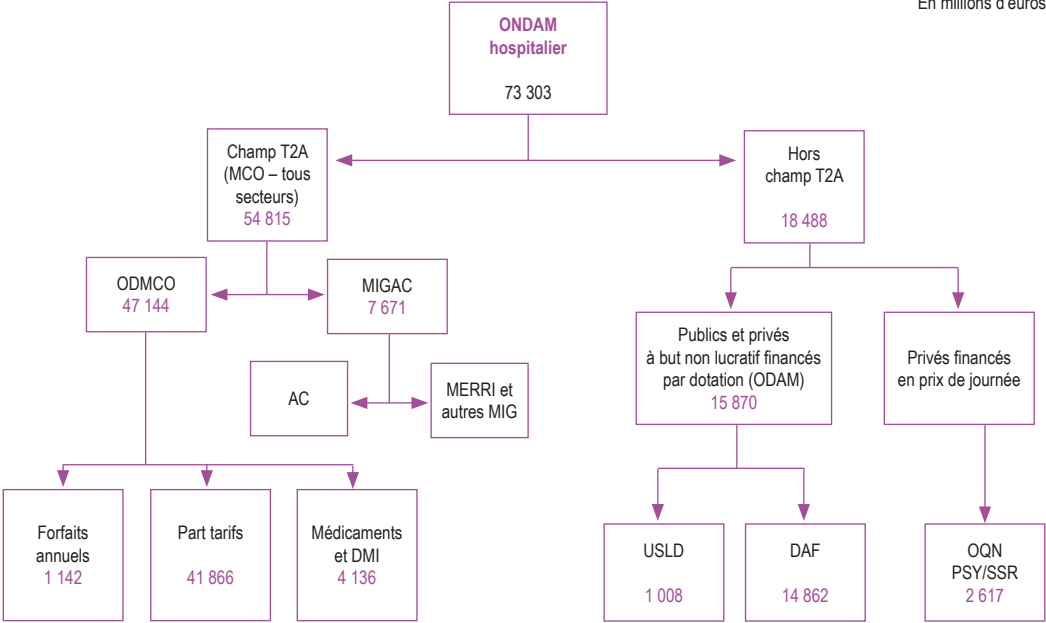 En millions d'euros
ONDAM
hospitalier
73 303
Champ T2A
(MCO – tous
secteurs)
54 815
Hors
champ T2A
18 488
ODMCO
47 144
MIGAC
7 671
Publics et privés
à but non lucratif financés
par dotation (ODAM)
15 870
Privés financés
en prix de journée
AC
MERRI et
autres MIG
Forfaits
annuels
1 142
Part tarifs
41 866
Médicaments
et DMI
4 136
USLD
1 008
DAF
14 862
OQN
PSY/SSR
2 617